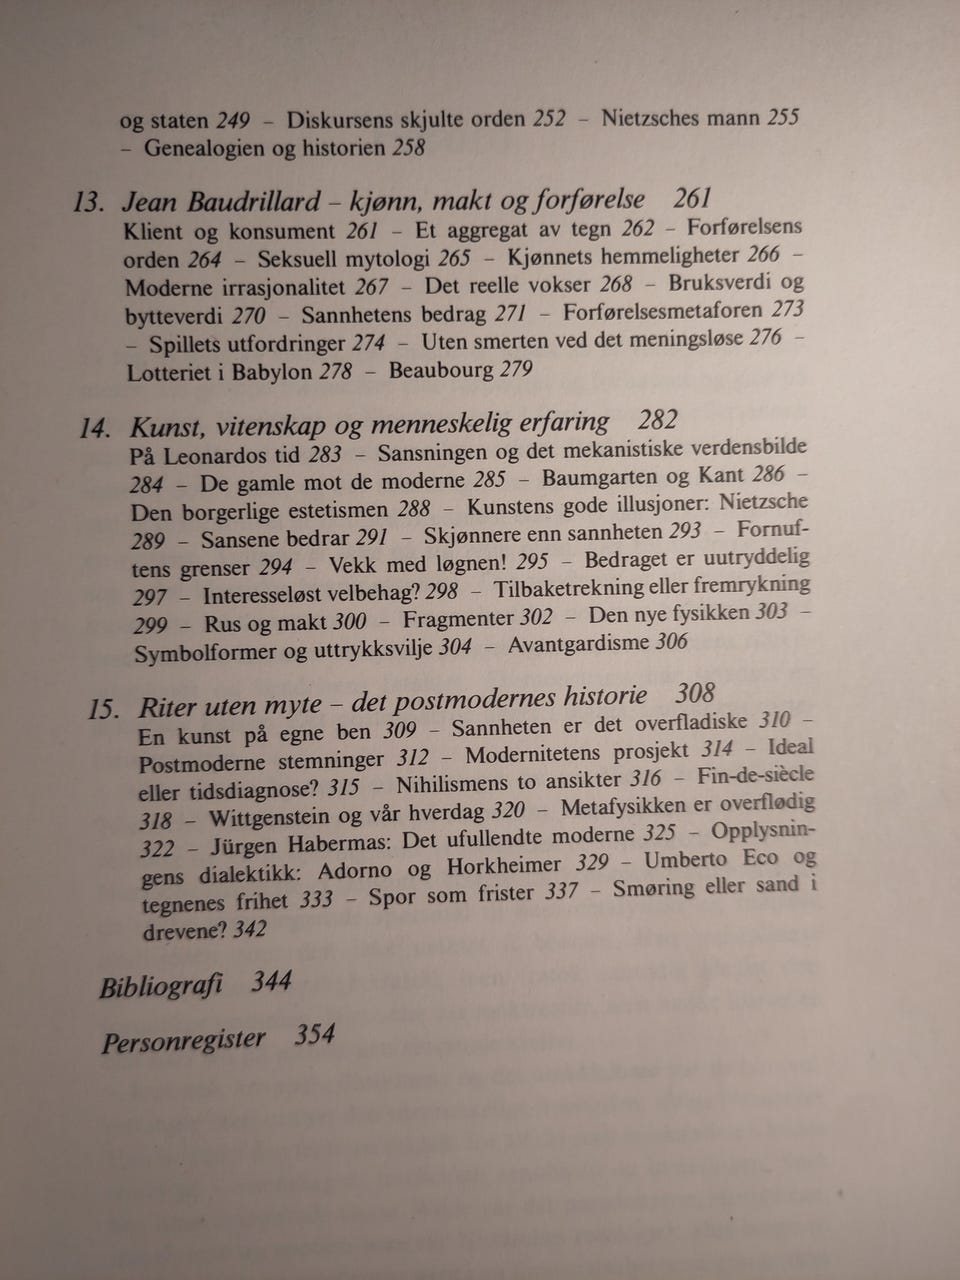 og staten 249 – Diskursens skjulte orden 252 – Nietzsches mann 255
– Genealogien og historien 258
13. Jean Baudrillard – kjønn, makt og forførelse 261
Klient og konsument 261 – Et aggregat av tegn 262 – Forførelsens
orden 264 – Seksuell mytologi 265 – Kjønnets hemmeligheter 266 –
Moderne irrasjonalitet 267 – Det reelle vokser 268 – Bruksverdi og
bytteverdi 270 – Sannhetens bedrag 271 – Forførelsesmetaforen 273
– Spillets utfordringer 274 – Uten smerten ved det meningsløse 276 –
Lotteriet i Babylon 278 – Beaubourg 279
14. Kunst, vitenskap og menneskelig erfaring 282
På Leonardos tid 283 – Sansningen og det mekanistiske verdensbilde
284 – De gamle mot de moderne 285 – Baumgarten og Kant 286 –
Den borgerlige estetismen 288 – Kunstens gode illusjoner: Nietzsche
289 – Sansene bedrar 291 – Skjønnere enn sannheten 293 – Fornuf-
tens grenser 294 – Vekk med løgnen! 295 – Bedraget er uutryddelig
297 – Interesseløst velbehag? 298 – Tilbaketrekning eller fremrykning
299 – Rus og makt 300 – Fragmenter 302 – Den nye fysikken 303 –
Symbolformer og uttrykksvilje 304 – Avantgardisme 306
15. Riter uten myte – det postmodernes historie 308
En kunst på egne ben 309 – Sannheten er det overfladiske 310 –
Postmoderne stemninger 312 – Modernitetens prosjekt 314 – Ideal
eller tidsdiagnose? 315 – Nihilismens to ansikter 316 – Fin-de-siècle
318 – Wittgenstein og vår hverdag 320 – Metafysikken er overflødig
322 – Jürgen Habermas: Det ufullendte moderne 325 – Opplysnin-
gens dialektikk: Adorno og Horkheimer 329 – Umberto Eco og
tegnenes frihet 333 – Spor som frister 337 – Smøring eller sand i
drevene? 342
Bibliografi 344
Personregister 354